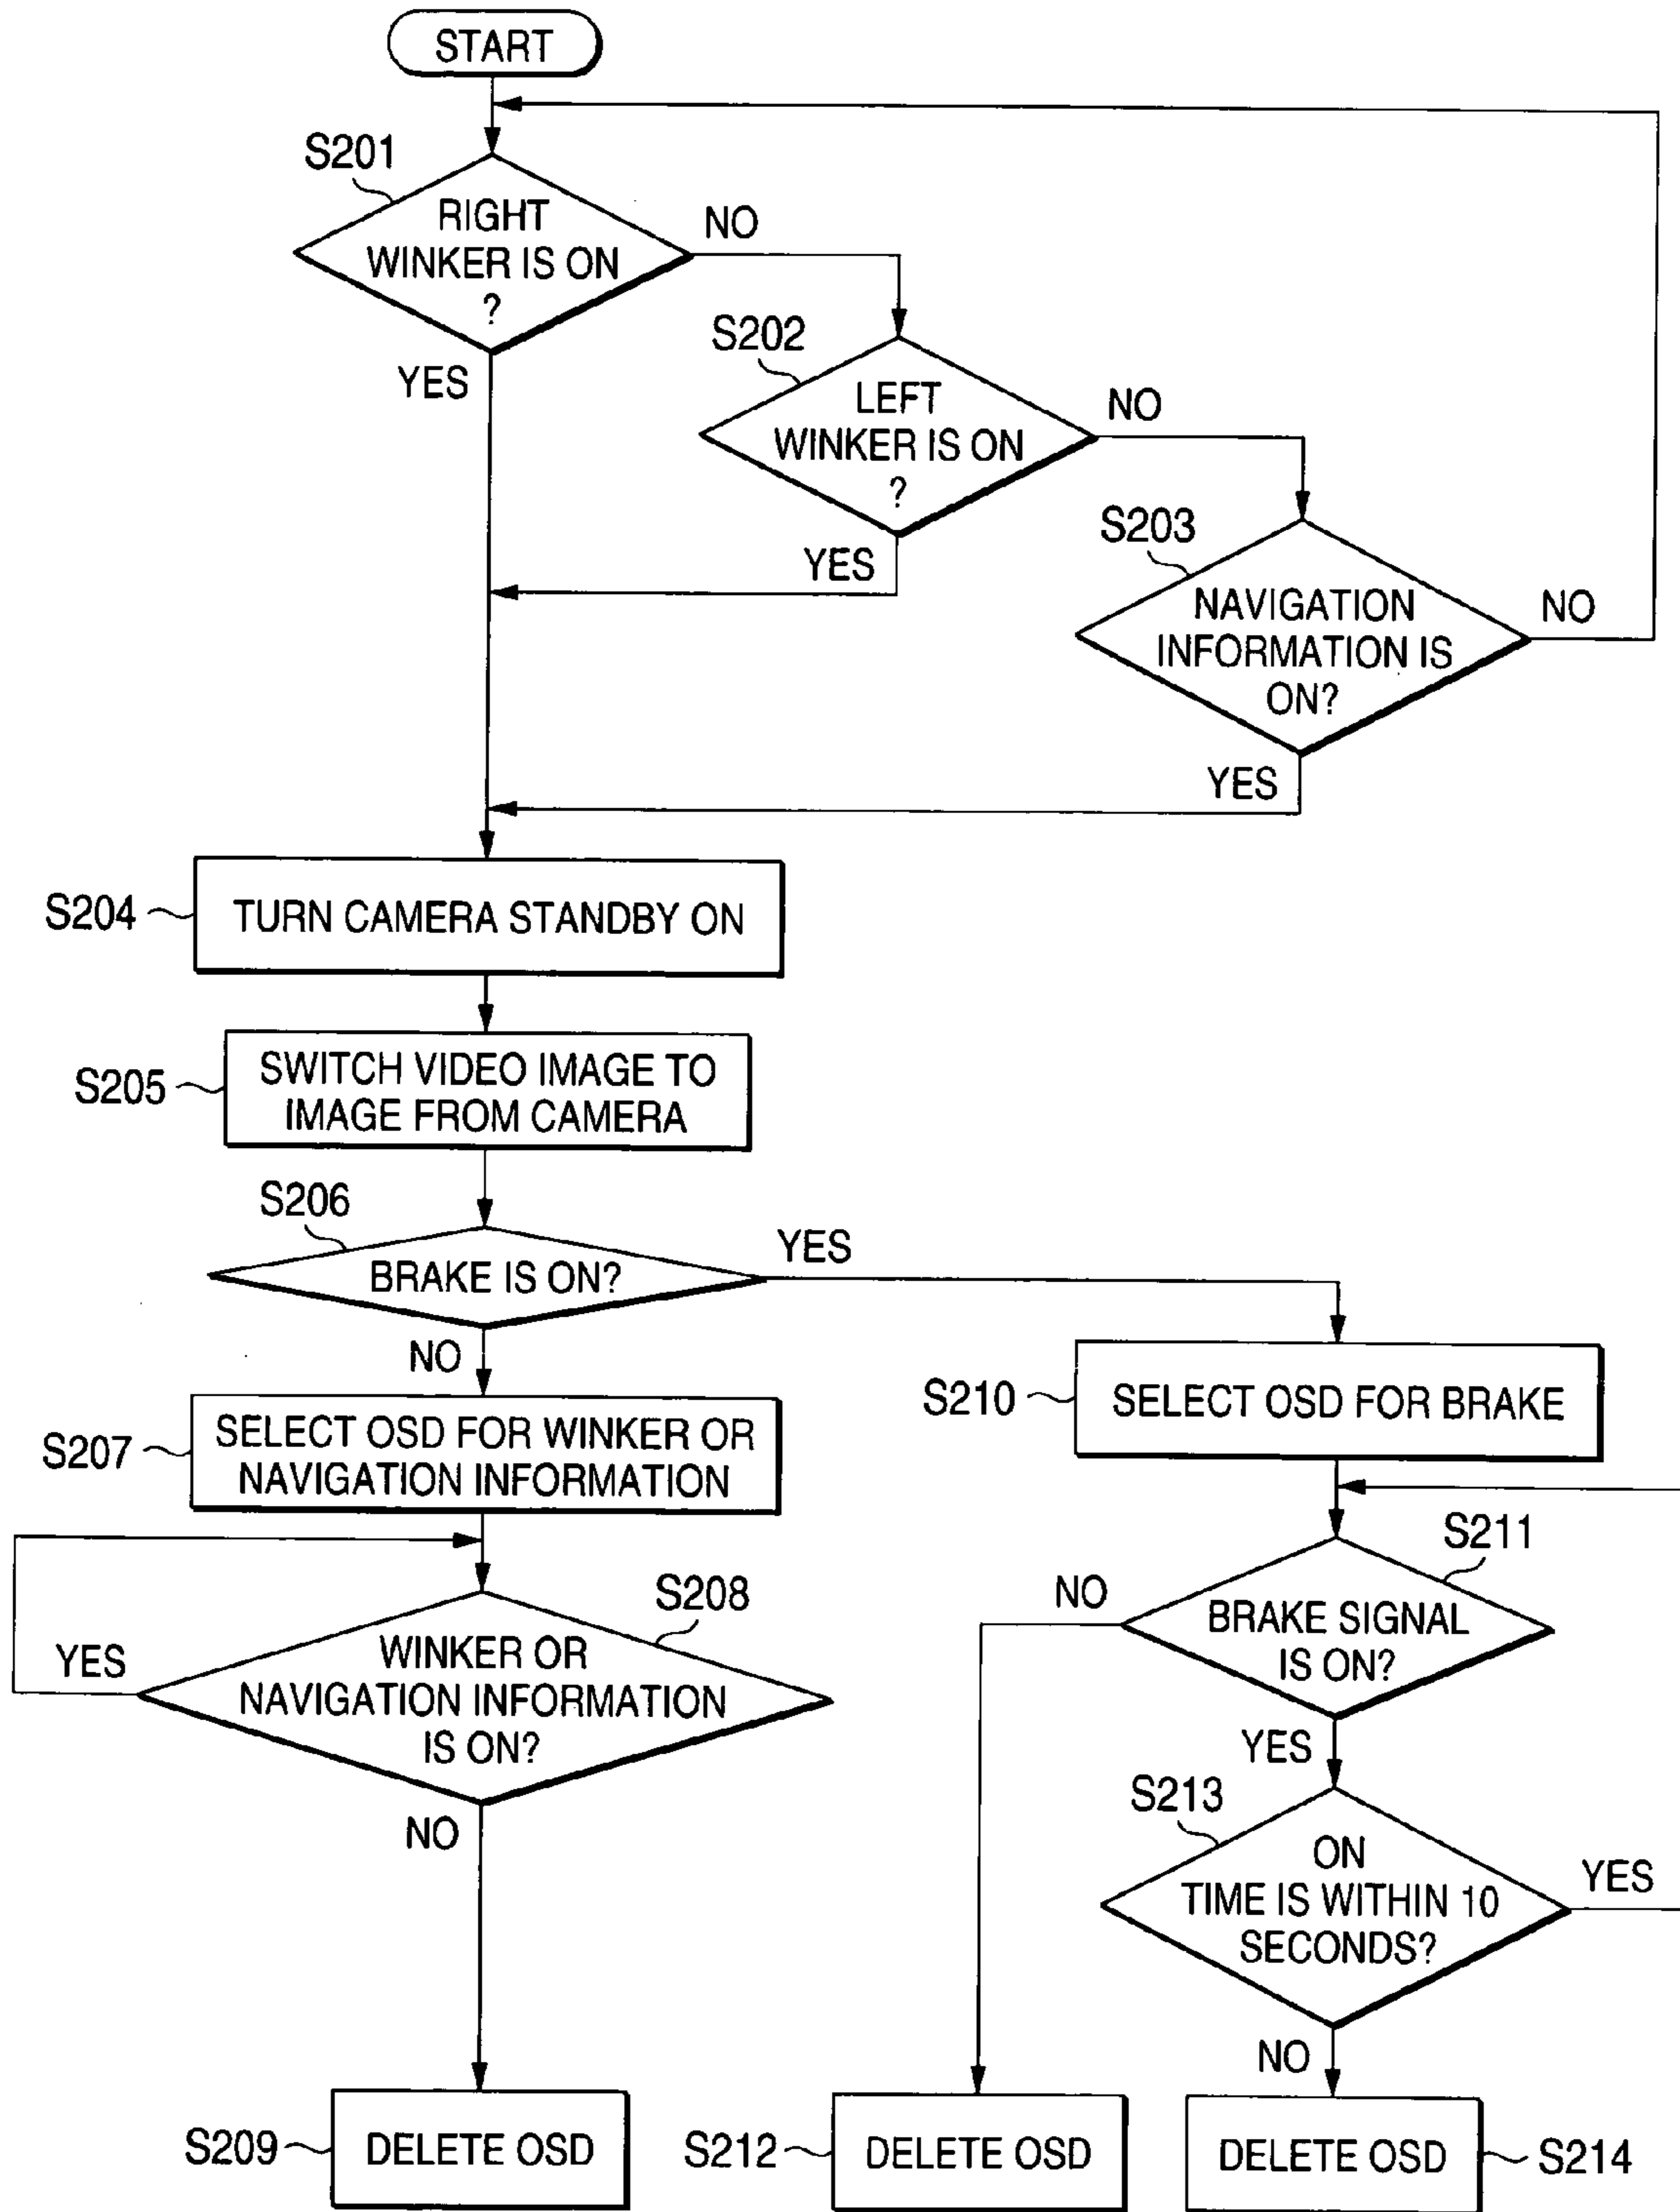 START
S201
RIGHT
WINKER IS ON
?
NO
YES
S202
LEFT
WINKER IS ON
?
NO
YES
S203
NAVIGATION
INFORMATION IS
ON?
NO
YES
S204
TURN CAMERA STANDBY ON
S205
SWITCH VIDEO IMAGE TO
IMAGE FROM CAMERA
S206
BRAKE IS ON?
YES
NO
S207
SELECT OSD FOR WINKER OR
NAVIGATION INFORMATION
S208
WINKER OR
NAVIGATION INFORMATION
IS ON?
YES
NO
S209
DELETE OSD
S210
SELECT OSD FOR BRAKE
S211
BRAKE SIGNAL
IS ON?
NO
YES
S213
ON
TIME IS WITHIN 10
SECONDS?
YES
NO
S212
DELETE OSD
DELETE OSD
S214